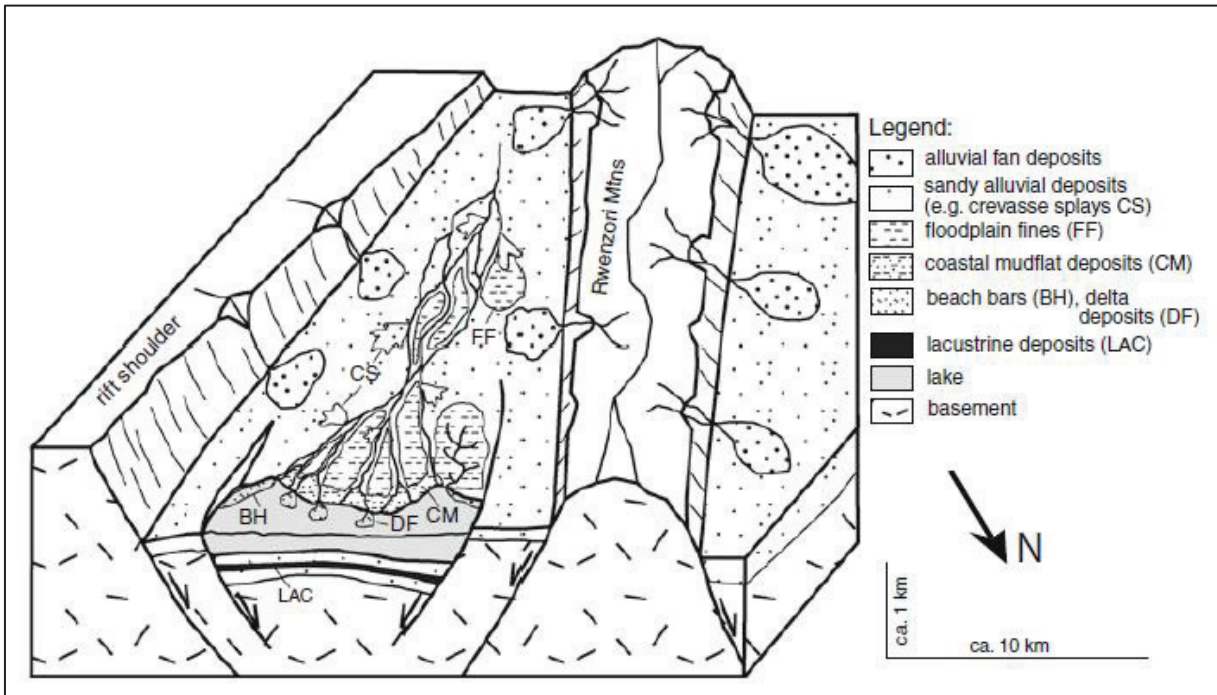 rift shoulder
Rwenzori Mtns
CS
FF
BH
DF
CM
LAC
Legend:
alluvial fan deposits
sandy alluvial deposits
(e.g. crevasse splays CS)
floodplain fines (FF)
coastal mudflat deposits (CM)
beach bars (BH), delta
deposits (DF)
lacustrine deposits (LAC)
lake
basement
N
ca. 1 km
ca. 10 km